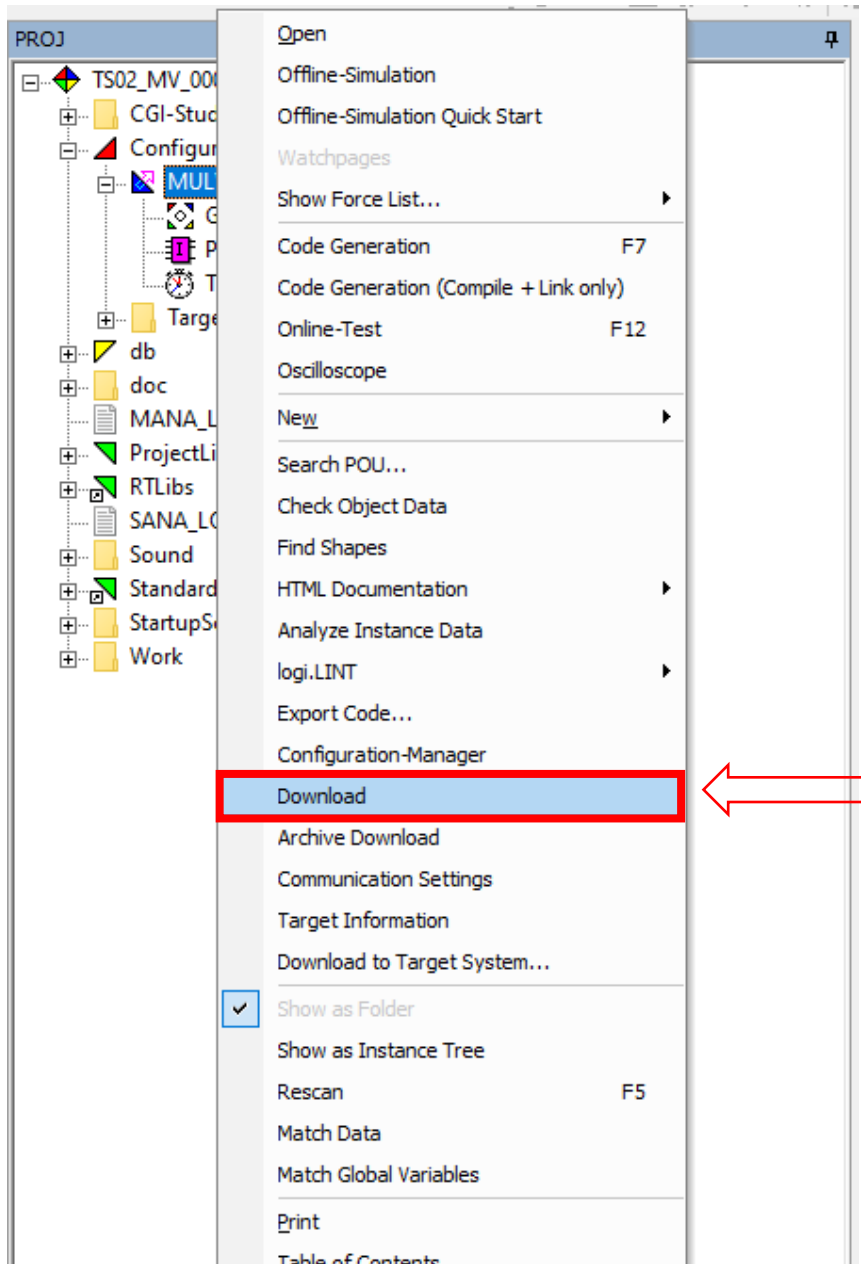 PROJ
TS02_MV_000
CGI-Stud
Configur
MUL
G
P
T
Targe
db
doc
MANA_L
ProjectLi
RTLibs
SANA_LO
Sound
Standard
StartupS
Work
Open
Offline-Simulation
Offline-Simulation Quick Start
Watchpages
Show Force List...
Code Generation F7
Code Generation (Compile + Link only)
Online-Test F12
Oscilloscope
New
Search POU...
Check Object Data
Find Shapes
HTML Documentation
Analyze Instance Data
logi.LINT
Export Code...
Configuration-Manager
Download
Archive Download
Communication Settings
Target Information
Download to Target System...
Show as Folder
Show as Instance Tree
Rescan F5
Match Data
Match Global Variables
Print
Table of Contents